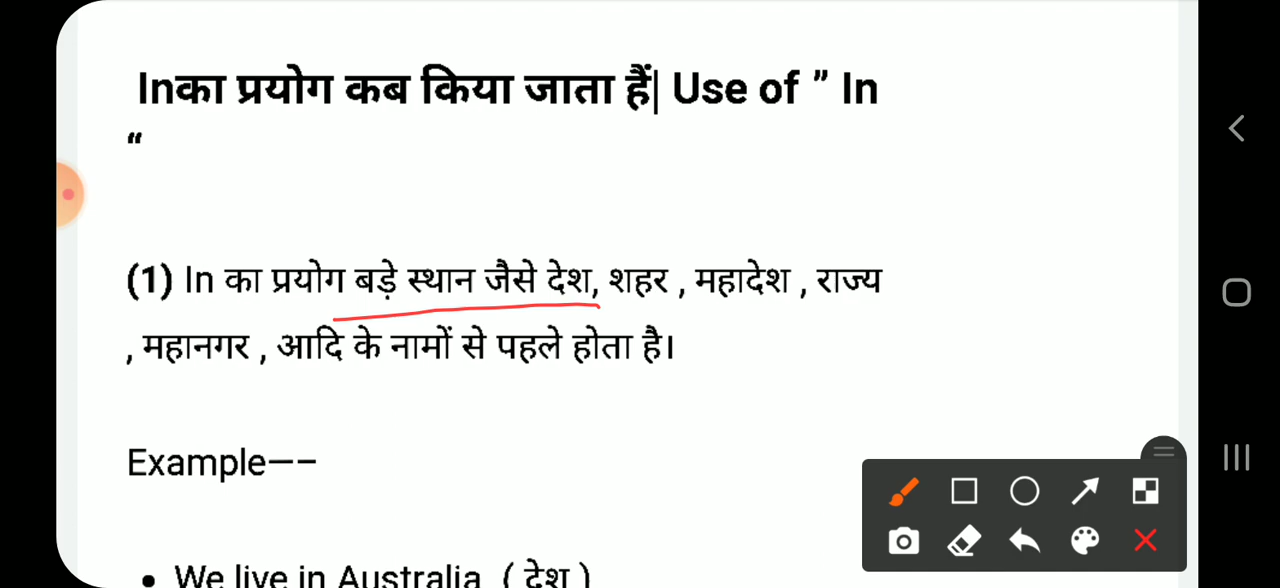 Inका प्रयोग कब किया जाता हैं| Use of ” In
“
(1) In का प्रयोग बड़े स्थान जैसे देश, शहर , महादेश , राज्य
, महानगर , आदि के नामों से पहले होता है।
Example–––
• We live in Australia ( देश )